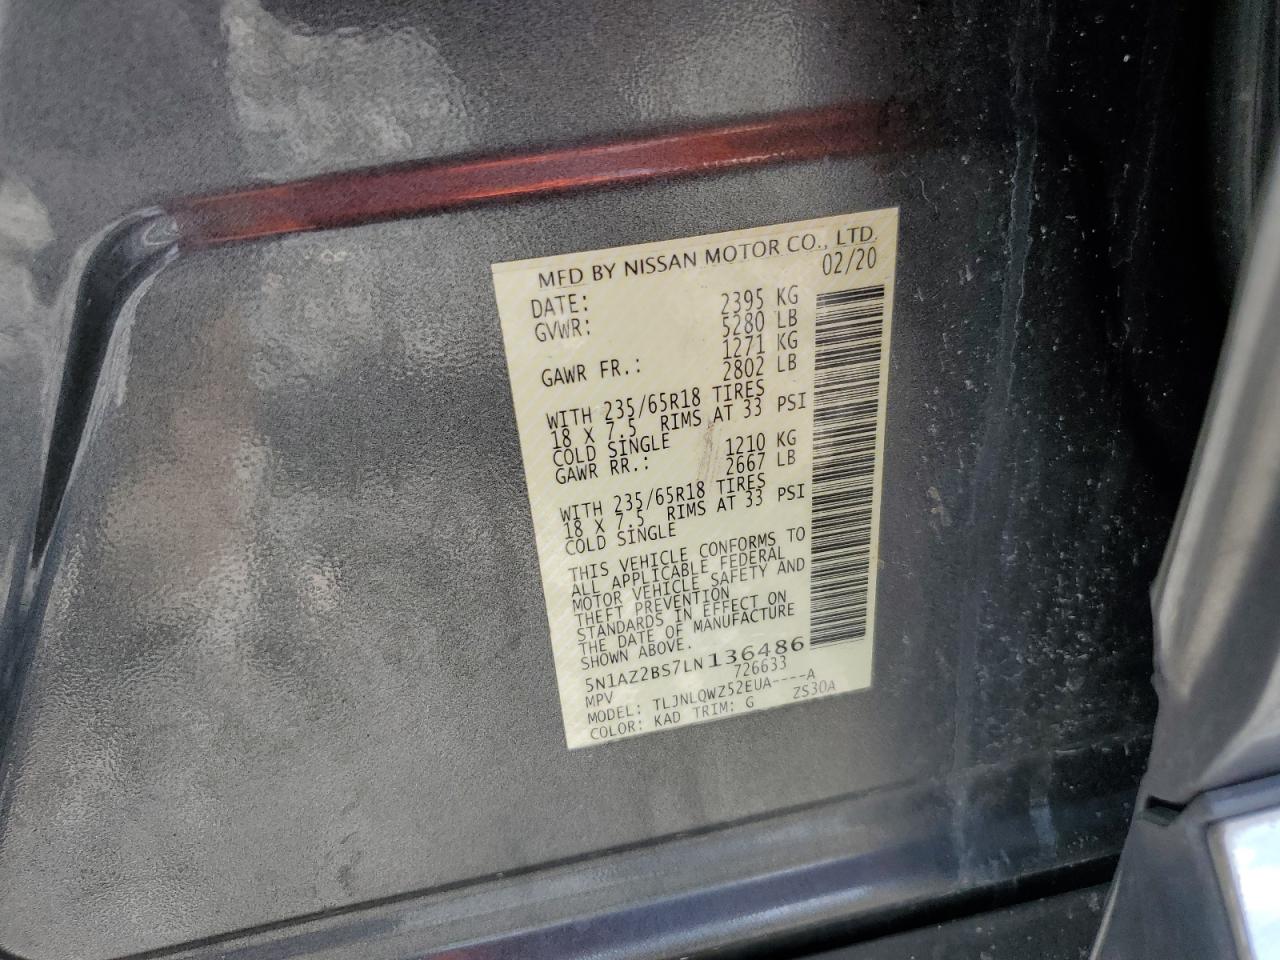 MFD BY NISSAN MOTOR CO., LTD.
DATE: 02/20
GVWR: 2395 KG
5280 LB
GAWR FR.: 1271 KG
2802 LB
WITH 235/65R18 TIRES
18 X 7.5 RIMS AT 33 PSI
COLD SINGLE
GAWR RR.: 1210 KG
2667 LB
WITH 235/65R18 TIRES
18 X 7.5 RIMS AT 33 PSI
COLD SINGLE
THIS VEHICLE CONFORMS TO
ALL APPLICABLE FEDERAL
MOTOR VEHICLE SAFETY AND
THEFT PREVENTION
STANDARDS IN EFFECT ON
THE DATE OF MANUFACTURE
SHOWN ABOVE.
5N1AZ2BS7LN136486
MPV 726633
MODEL: TLJNLQWZ52EUA----A
COLOR: KAD TRIM: G ZS30A